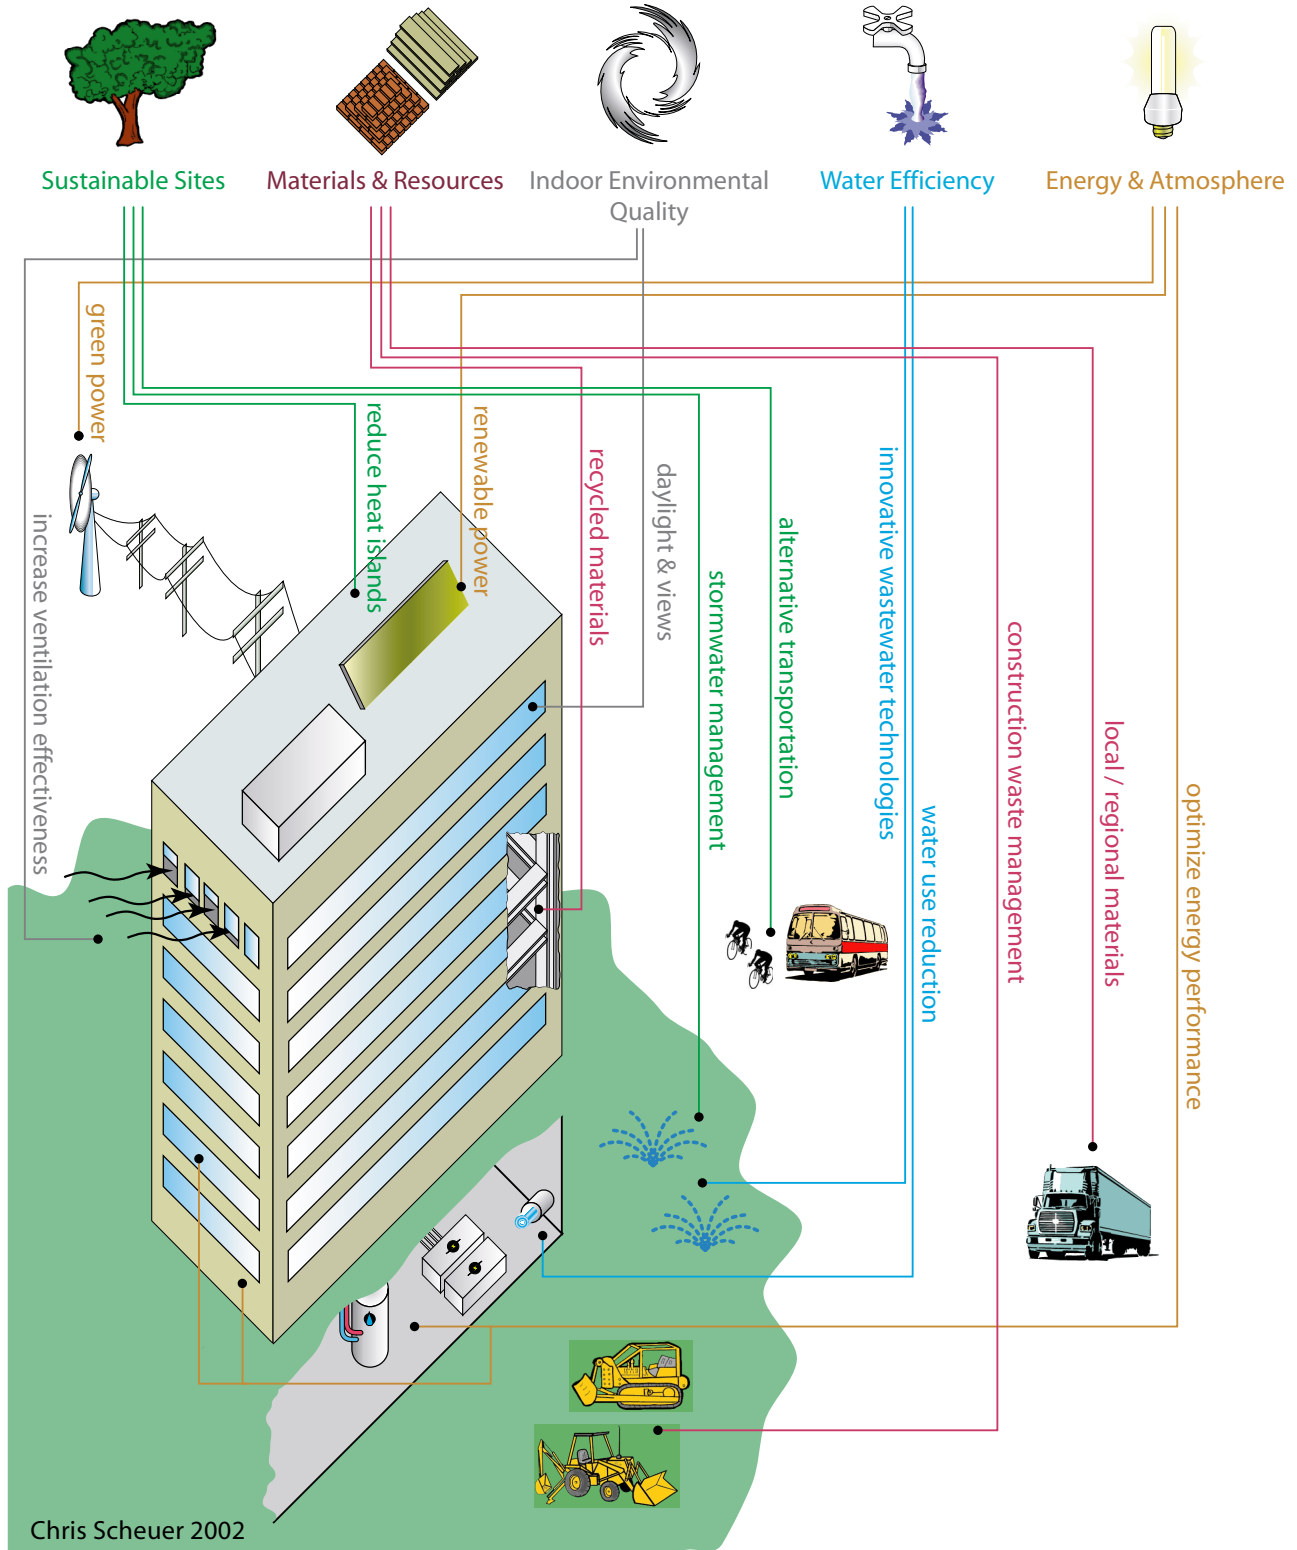 Sustainable Sites
Materials & Resources
Indoor Environmental
Quality
Water Efficiency
Energy & Atmosphere
green power
reduce heat islands
renewable power
recycled materials
daylight & views
increase ventilation effectiveness
stormwater management
alternative transportation
innovative wastewater technologies
water use reduction
construction waste management
local / regional materials
optimize energy performance
Chris Scheuer 2002